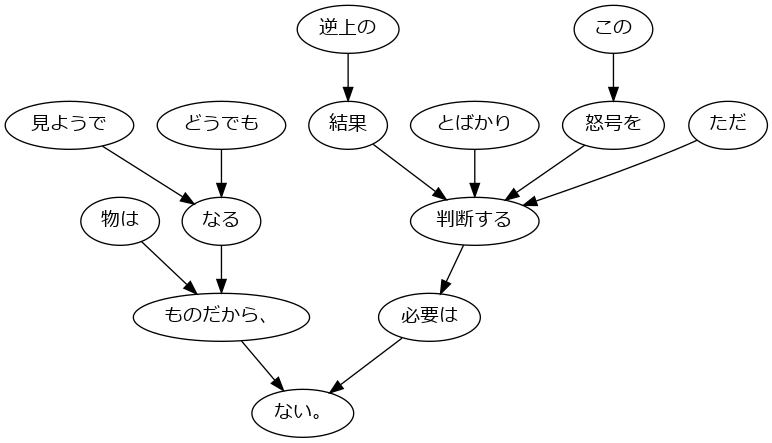 逆上の
この
見ようで
どうでも
結果
とばかり
怒号を
ただ
物は
なる
判断する
ものだから、
必要は
ない。